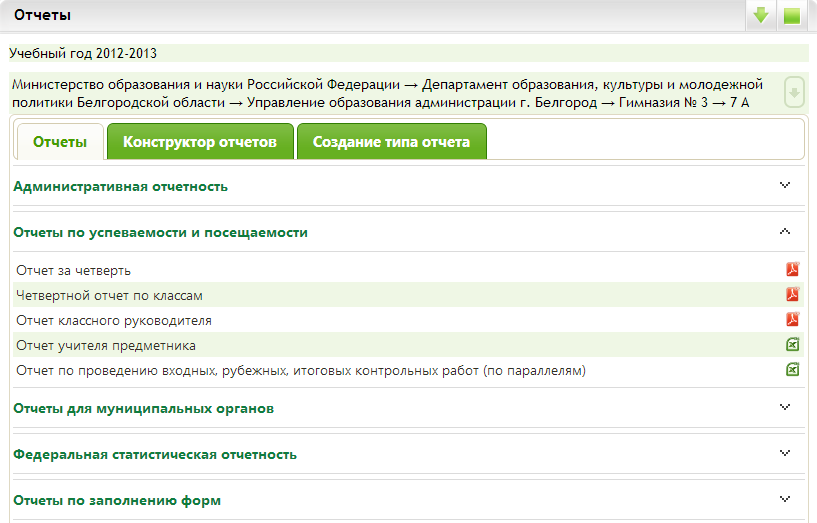 Отчеты
Учебный год 2012-2013
Министерство образования и науки Российской Федерации → Департамент образования, культуры и молодежной
политики Белгородской области → Управление образования администрации г. Белгород → Гимназия № 3 → 7 А
Отчеты Конструктор отчетов Создание типа отчета
Административная отчетность
Отчеты по успеваемости и посещаемости
Отчет за четверть
Четвертной отчет по классам
Отчет классного руководителя
Отчет учителя предметника
Отчет по проведению входных, рубежных, итоговых контрольных работ (по параллелям)
Отчеты для муниципальных органов
Федеральная статистическая отчетность
Отчеты по заполнению форм